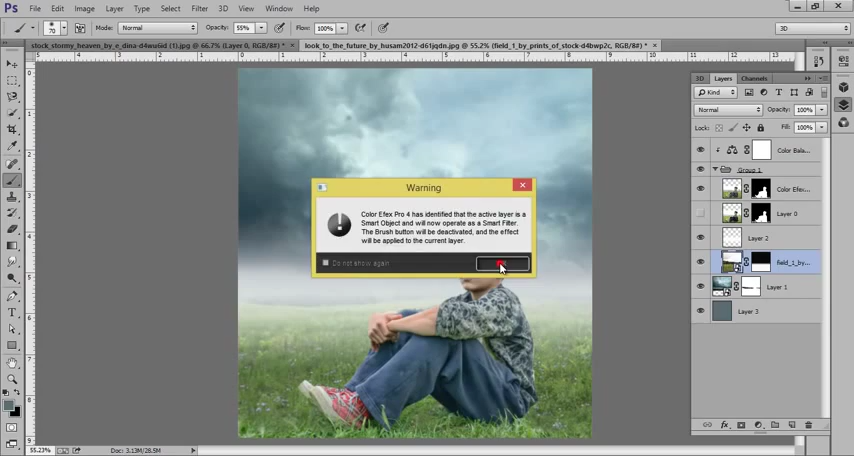 Ps File Edit Image Layer Type Select Filter 3D View Window Help
70 Mode: Normal Opacity: 55% Flow: 100% 3D
stock_stormy_heaven_by_e_dina-d4wu6id (1).jpg @ 66.7% (Layer 0, RGB/8#) * × look_to_the_future_by_husam2012-d61jqdn.jpg @ 55.2% (field_1_by_prints_of_stock-d4bwp2c, RGB/8#) * ×
3D Layers Channels
Kind
Normal Opacity: 100%
Lock: Fill: 100%
Color Bala...
Group 1
Color Efex...
Layer 0
Layer 2
field_1_by...
Layer 1
Layer 3
Warning
Color Efex Pro 4 has identified that the active layer is a
Smart Object and will now operate as a Smart Filter.
The Brush button will be deactivated, and the effect
will be applied to the current layer.
Do not show again
55.23% Doc: 3.13M/28.5M